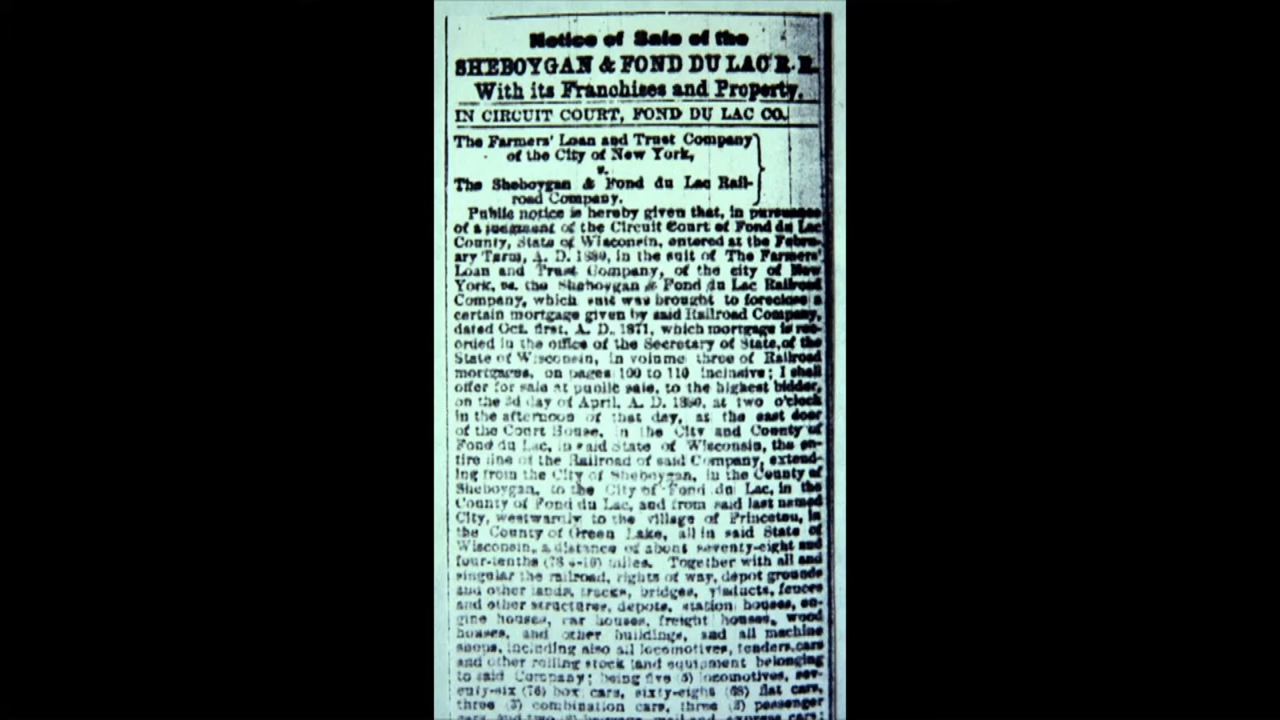 Notice of Sale of the
SHEBOYGAN & FOND DU LAC R. R.
With its Franchises and Property.
IN CIRCUIT COURT, FOND DU LAC CO.
The Farmers' Loan and Trust Company
of the City of New York,
v.
The Sheboygan & Fond du Lac Rail-
road Company.
Public notice is hereby given that, in pursuance
of a judgment of the Circuit Court of Fond du Lac
County, State of Wisconsin, entered at the Febru-
ary Term, A. D. 1880, in the suit of The Farmers'
Loan and Trust Company, of the city of New
York, vs. the Sheboygan & Fond du Lac Railroad
Company, which suit was brought to foreclose a
certain mortgage given by said Railroad Company,
dated Oct. first, A. D., 1871, which mortgage is rec-
orded in the office of the Secretary of State, of the
State of Wisconsin, in volume three of Railroad
mortgages, on pages 100 to 110 inclusive; I shall
offer for sale at public sale, to the highest bidder,
on the 3d day of April, A. D. 1880, at two o'clock
in the afternoon of that day, at the east door
of the Court House, in the City and County of
Fond du Lac, in said State of Wisconsin, the en-
tire line of the Railroad of said Company, extend-
ing from the City of Sheboygan, in the County of
Sheboygan, to the City of Fond du Lac, in the
County of Fond du Lac, and from said last named
City, westwardly to the village of Princeton, in
the County of Green Lake, all in said State of
Wisconsin, a distance of about seventy-eight and
four-tenths (78 4-10) miles. Together with all and
singular the railroad, rights of way, depot grounds
and other lands, tracks, bridges, viaducts, fences
and other structures, depots, station houses, en-
gine houses, car houses, freight houses, wood
houses, and other buildings, and all machine
shops, including also all locomotives, tenders, cars
and other rolling stock and equipment belonging
to said Company; being five (5) locomotives, sev-
enty-six (76) box cars, sixty-eight (68) flat cars,
three (3) combination cars, three (3) passenger
cars, and two (2) baggage, mail and express cars;